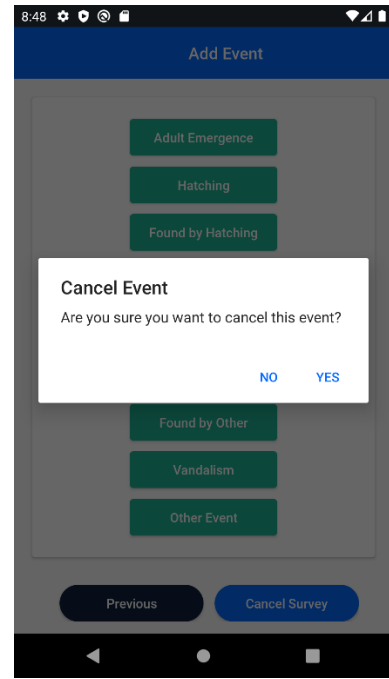 8:48
Add Event
Adult Emergence
Hatching
Found by Hatching
Cancel Event
Are you sure you want to cancel this event?
NO YES
Found by Other
Vandalism
Other Event
Previous Cancel Survey